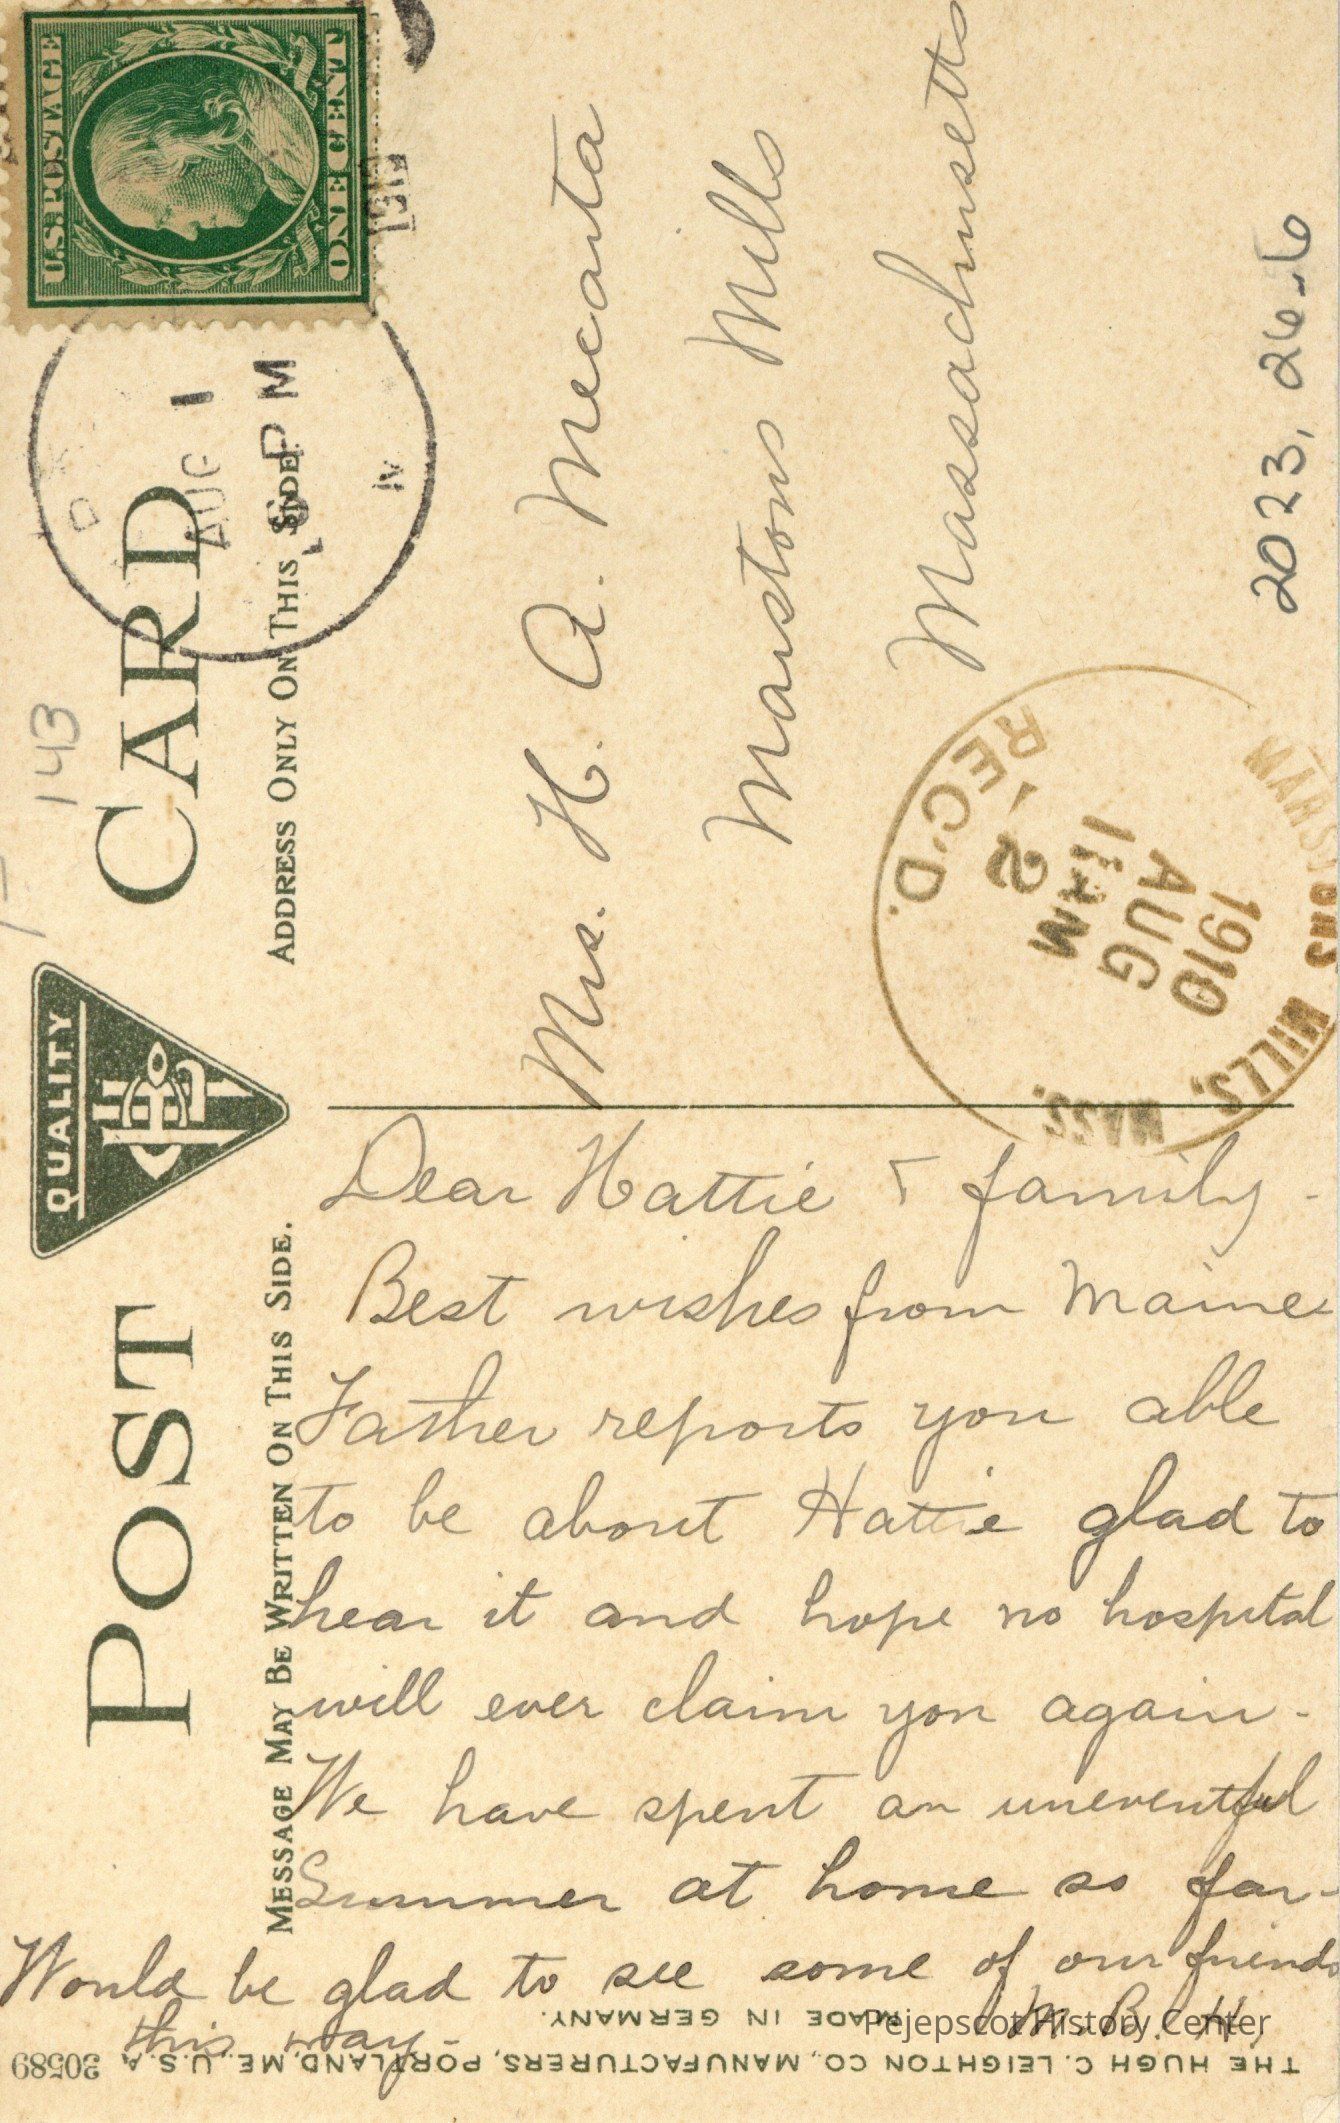 U.S. POSTAGE
ONE CENT
AUG 1
PM
143
POST CARD
QUALITY
ADDRESS ONLY ON THIS SIDE.
MESSAGE MAY BE WRITTEN ON THIS SIDE.
Mrs. H. A. Mecarta
Marstons Mills
Massachusetts
2023, 26-6
MARSTONS MILLS, MASS.
1910
AUG
2
11 AM
REC'D.
Dear Hattie & family -
Best wishes from Maine
Father reports you able
to be about Hattie glad to
hear it and hope no hospital
will ever claim you again -
We have spent an uneventful
Summer at home so far -
Would be glad to see some of our friends
this way - M. B. H.
MADE IN GERMANY.
THE HUGH C. LEIGHTON CO., MANUFACTURERS, PORTLAND, ME., U.S.A.
30589
Pejepscot History Center